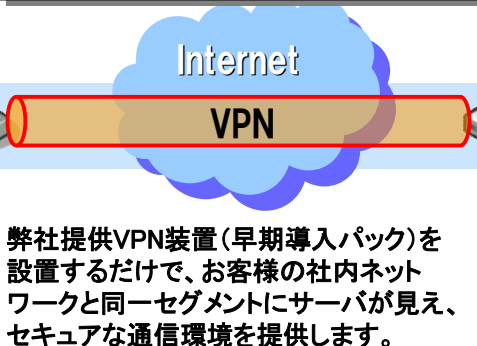 Internet
VPN
弊社提供VPN装置（早期導入パック）を
設置するだけで、お客様の社内ネット
ワークと同一セグメントにサーバが見え、
セキュアな通信環境を提供します。